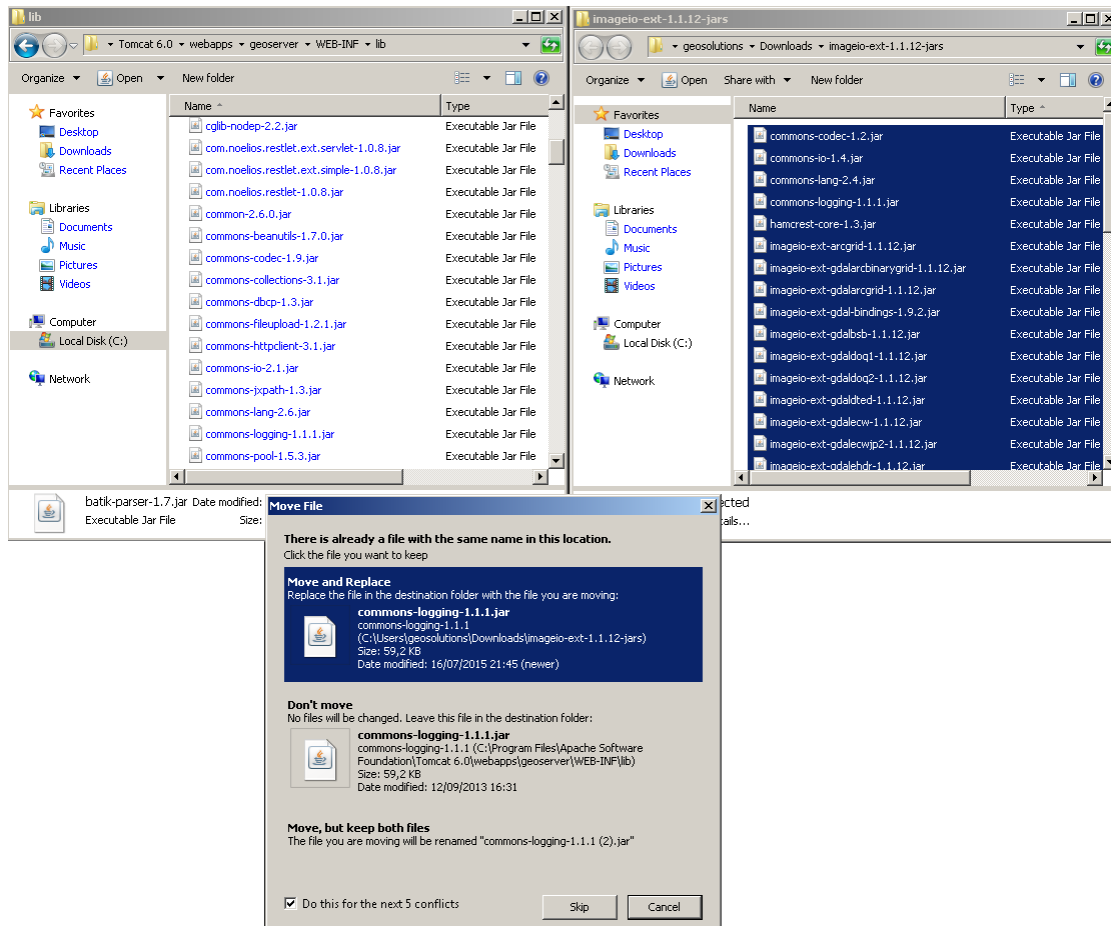 lib
Tomcat 6.0 webapps geoserver WEB-INF lib
Organize Open New folder
Favorites
Desktop
Downloads
Recent Places
Libraries
Documents
Music
Pictures
Videos
Computer
Local Disk (C:)
Network
Name Type
cglib-nodep-2.2.jar Executable Jar File
com.noelios.restlet.ext.servlet-1.0.8.jar Executable Jar File
com.noelios.restlet.ext.simple-1.0.8.jar Executable Jar File
com.noelios.restlet-1.0.8.jar Executable Jar File
common-2.6.0.jar Executable Jar File
commons-beanutils-1.7.0.jar Executable Jar File
commons-codec-1.9.jar Executable Jar File
commons-collections-3.1.jar Executable Jar File
commons-dbcp-1.3.jar Executable Jar File
commons-fileupload-1.2.1.jar Executable Jar File
commons-httpclient-3.1.jar Executable Jar File
commons-io-2.1.jar Executable Jar File
commons-jxpath-1.3.jar Executable Jar File
commons-lang-2.6.jar Executable Jar File
commons-logging-1.1.1.jar Executable Jar File
commons-pool-1.5.3.jar Executable Jar File
batik-parser-1.7.jar Date modified:
Executable Jar File Size:
imageio-ext-1.1.12-jars
geosolutions Downloads imageio-ext-1.1.12-jars
Organize Open Share with New folder
Favorites
Desktop
Downloads
Recent Places
Libraries
Documents
Music
Pictures
Videos
Computer
Local Disk (C:)
Network
Name Type
commons-codec-1.2.jar Executable Jar File
commons-io-1.4.jar Executable Jar File
commons-lang-2.4.jar Executable Jar File
commons-logging-1.1.1.jar Executable Jar File
hamcrest-core-1.3.jar Executable Jar File
imageio-ext-arcgrid-1.1.12.jar Executable Jar File
imageio-ext-gdalarcbinarygrid-1.1.12.jar Executable Jar File
imageio-ext-gdalarcgrid-1.1.12.jar Executable Jar File
imageio-ext-gdal-bindings-1.9.2.jar Executable Jar File
imageio-ext-gdalbsb-1.1.12.jar Executable Jar File
imageio-ext-gdaldoq1-1.1.12.jar Executable Jar File
imageio-ext-gdaldoq2-1.1.12.jar Executable Jar File
imageio-ext-gdaldted-1.1.12.jar Executable Jar File
imageio-ext-gdalecw-1.1.12.jar Executable Jar File
imageio-ext-gdalecwjp2-1.1.12.jar Executable Jar File
imageio-ext-gdalehdr-1.1.12.jar Executable Jar File
ected
ails...
Move File
There is already a file with the same name in this location.
Click the file you want to keep
Move and Replace
Replace the file in the destination folder with the file you are moving:
commons-logging-1.1.1.jar
commons-logging-1.1.1
(C:\Users\geosolutions\Downloads\imageio-ext-1.1.12-jars)
Size: 59,2 KB
Date modified: 16/07/2015 21:45 (newer)
Don't move
No files will be changed. Leave this file in the destination folder:
commons-logging-1.1.1.jar
commons-logging-1.1.1 (C:\Program Files\Apache Software
Foundation\Tomcat 6.0\webapps\geoserver\WEB-INF\lib)
Size: 59,2 KB
Date modified: 12/09/2013 16:31
Move, but keep both files
The file you are moving will be renamed "commons-logging-1.1.1 (2).jar"
Do this for the next 5 conflicts Skip Cancel